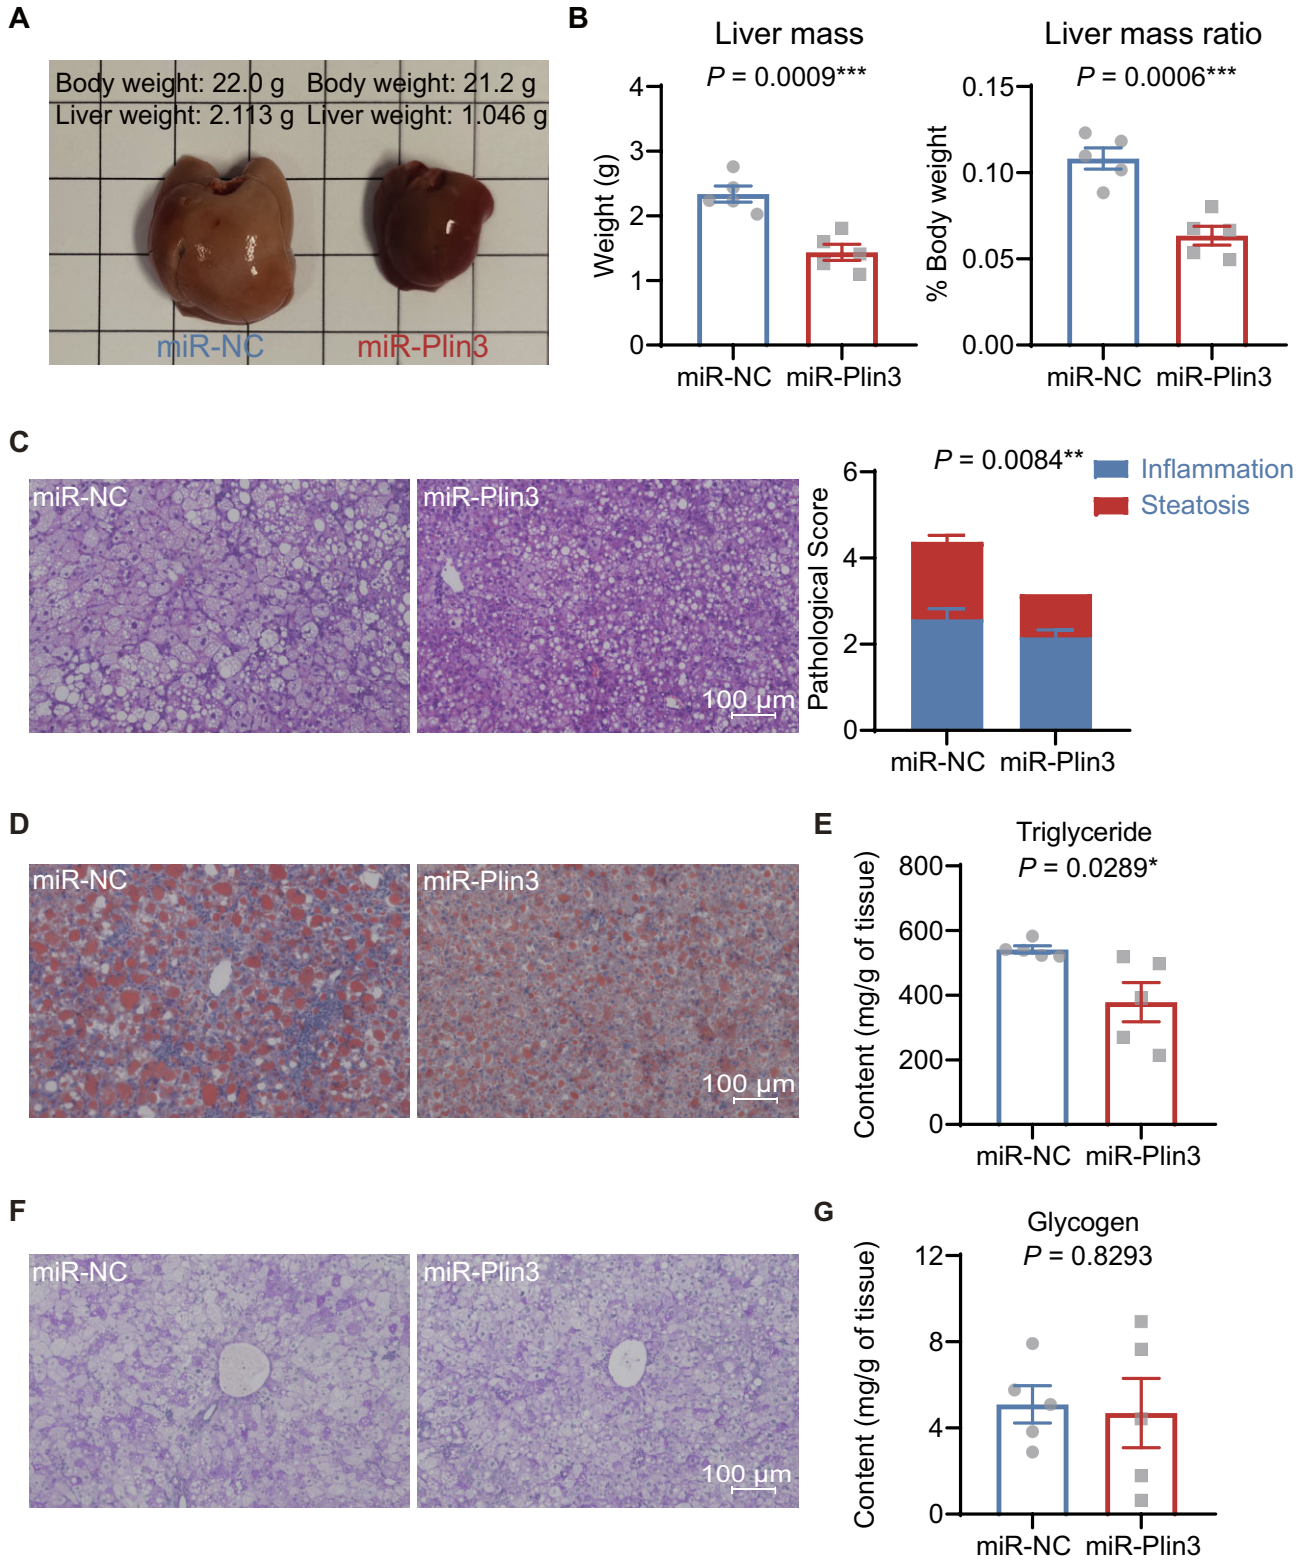 A
Body weight: 22.0 g Body weight: 21.2 g
Liver weight: 2.113 g Liver weight: 1.046 g
miR-NC miR-Plin3
B
Liver mass
P = 0.0009***
Weight (g)
4
3
2
1
0
miR-NC miR-Plin3
Liver mass ratio
P = 0.0006***
% Body weight
0.15
0.10
0.05
0.00
miR-NC miR-Plin3
C
miR-NC
miR-Plin3
100 µm
P = 0.0084**
Inflammation
Steatosis
Pathological Score
6
4
2
0
miR-NC miR-Plin3
D
miR-NC
miR-Plin3
100 µm
E
Triglyceride
P = 0.0289*
Content (mg/g of tissue)
800
600
400
200
0
miR-NC miR-Plin3
F
miR-NC
miR-Plin3
100 µm
G
Glycogen
P = 0.8293
Content (mg/g of tissue)
12
8
4
0
miR-NC miR-Plin3